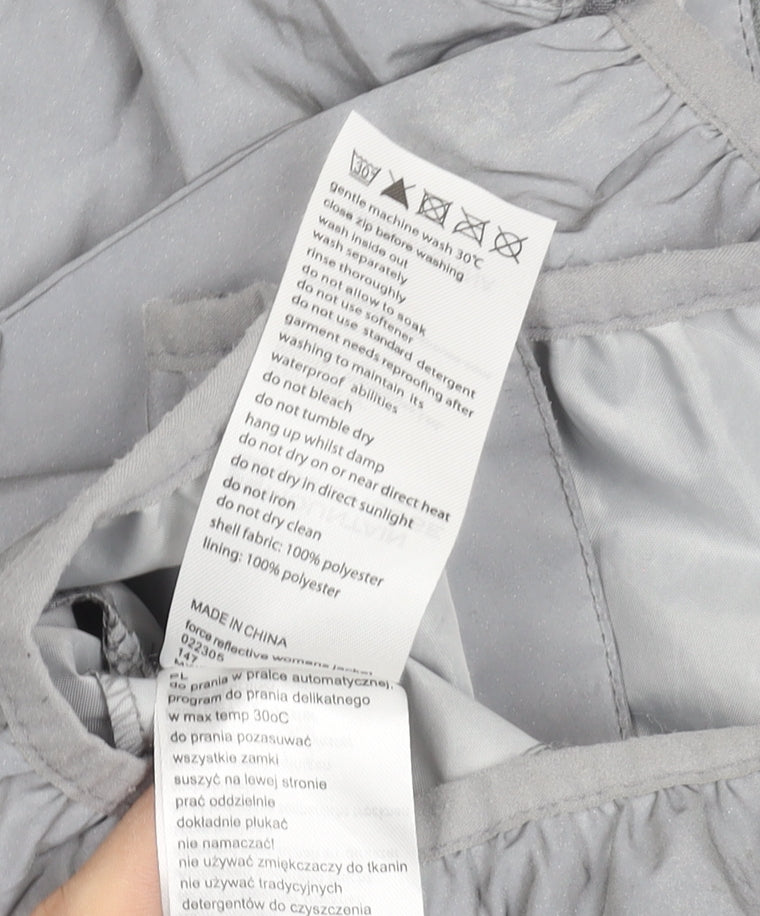 30
gentle machine wash 30℃
close zip before washing
wash inside out
wash separately
rinse thoroughly
do not allow to soak
do not use softener
do not use standard detergent
garment needs reproofing after
washing to maintain its
waterproof abilities
do not bleach
do not tumble dry
hang up whilst damp
do not dry on or near direct heat
do not dry in direct sunlight
do not iron
do not dry clean
shell fabric: 100% polyester
lining: 100% polyester
MADE IN CHINA
force reflective womens jacket
022305
147
PL
do prania w pralce automatycznej,
program do prania delikatnego
w max temp 30oC
do prania pozasuwać
wszystkie zamki
suszyć na lewej stronie
prać oddzielnie
dokładnie płukać
nie namaczać!
nie używać zmiękczaczy do tkanin
nie używać tradycyjnych
detergentów do czyszczenia